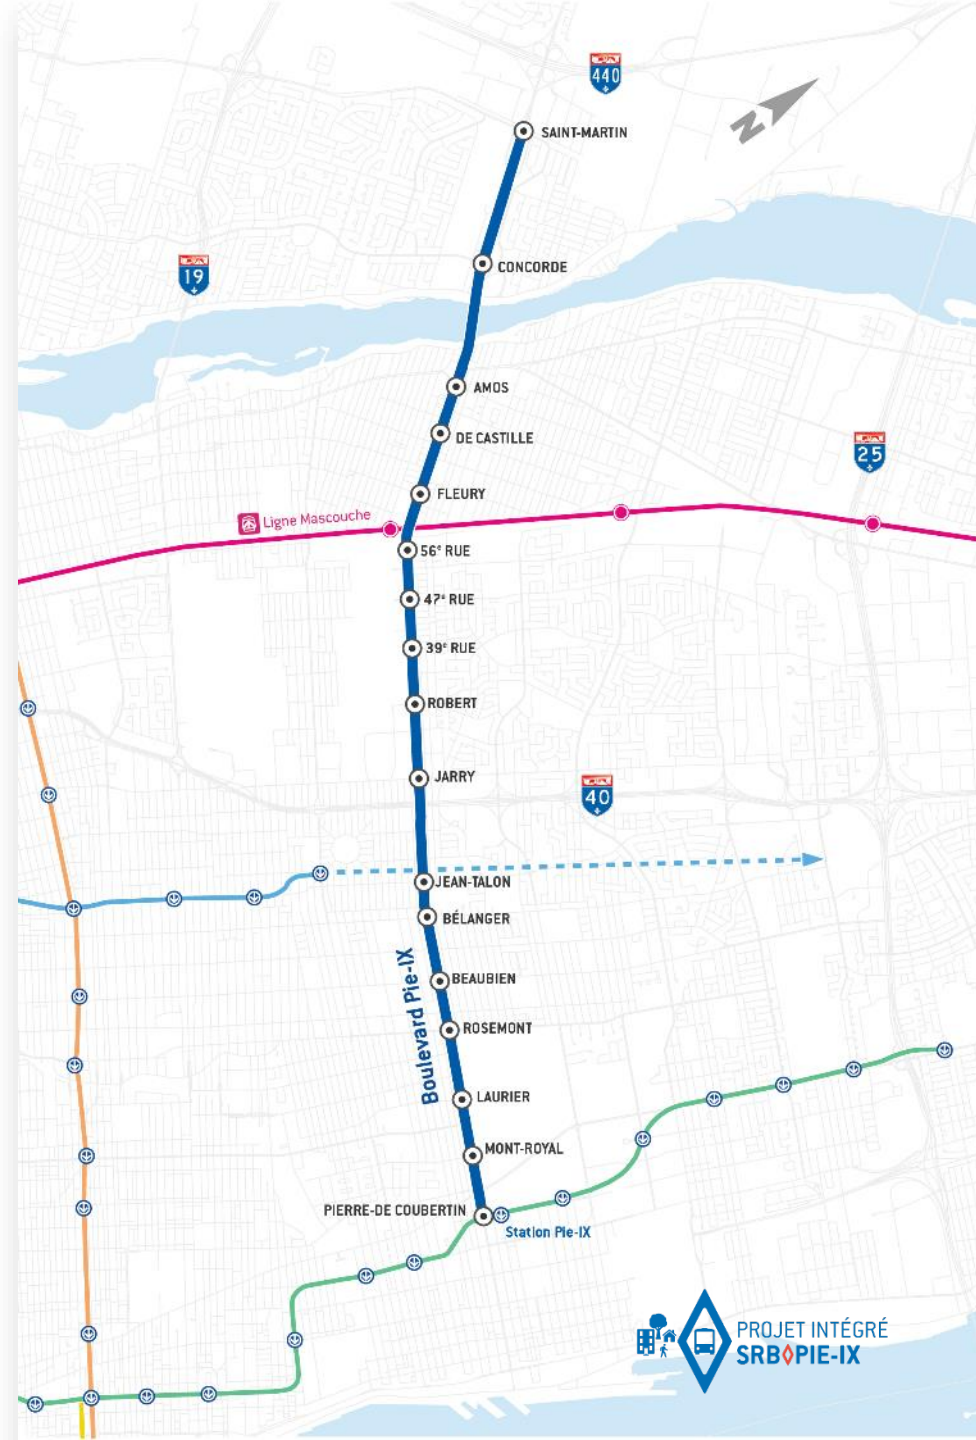 440
N
SAINT-MARTIN
CONCORDE
19
AMOS
DE CASTILLE
25
FLEURY
Ligne Mascouche
56ᵉ RUE
47ᵉ RUE
39ᵉ RUE
ROBERT
JARRY
40
JEAN-TALON
BÉLANGER
BEAUBIEN
Boulevard Pie-IX
ROSEMONT
LAURIER
MONT-ROYAL
PIERRE-DE COUBERTIN
Station Pie-IX
PROJET INTÉGRÉ
SRB PIE-IX